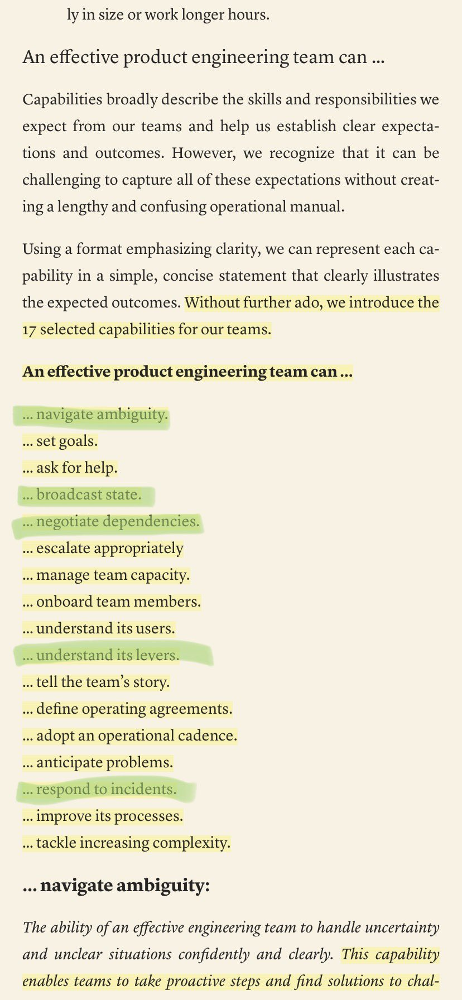 ly in size or work longer hours.
An effective product engineering team can ...
Capabilities broadly describe the skills and responsibilities we
expect from our teams and help us establish clear expecta-
tions and outcomes. However, we recognize that it can be
challenging to capture all of these expectations without creat-
ing a lengthy and confusing operational manual.
Using a format emphasizing clarity, we can represent each ca-
pability in a simple, concise statement that clearly illustrates
the expected outcomes. Without further ado, we introduce the
17 selected capabilities for our teams.
An effective product engineering team can ...
... navigate ambiguity.
... set goals.
... ask for help.
... broadcast state.
... negotiate dependencies.
... escalate appropriately
... manage team capacity.
... onboard team members.
... understand its users.
... understand its levers.
... tell the team’s story.
... define operating agreements.
... adopt an operational cadence.
... anticipate problems.
... respond to incidents.
... improve its processes.
... tackle increasing complexity.
... navigate ambiguity:
The ability of an effective engineering team to handle uncertainty
and unclear situations confidently and clearly. This capability
enables teams to take proactive steps and find solutions to chal-